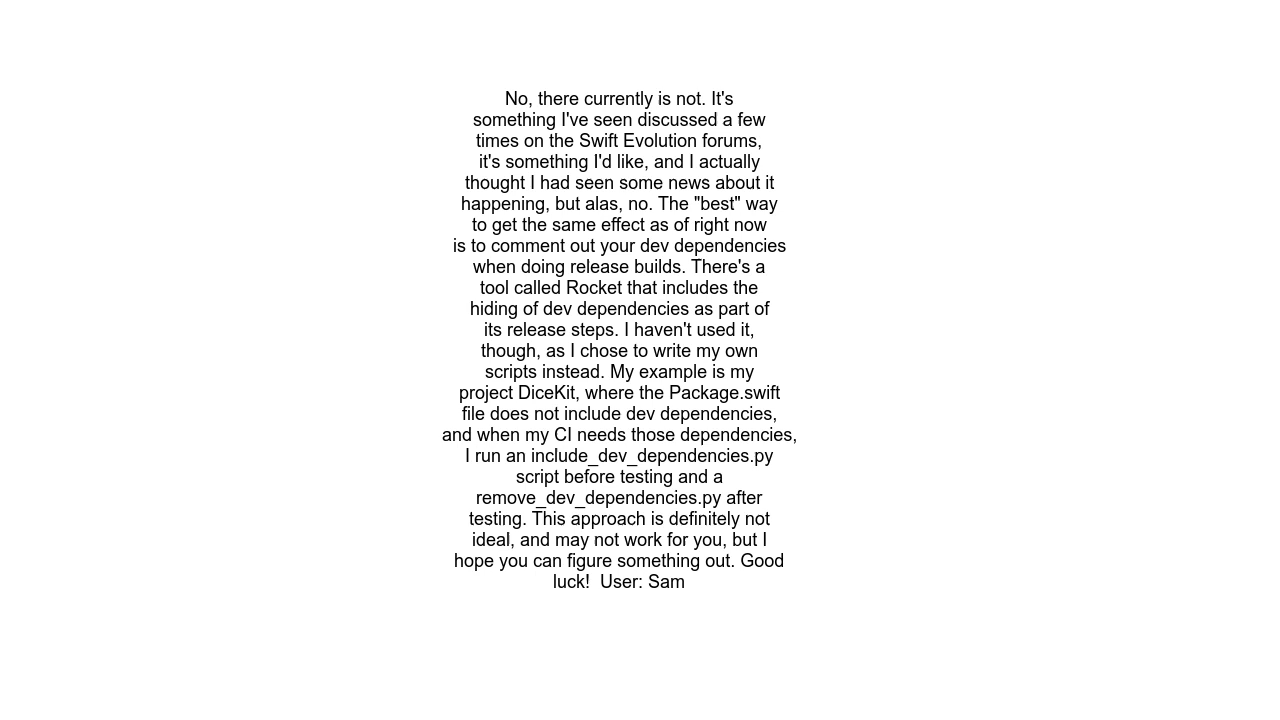 No, there currently is not. It's
something I've seen discussed a few
times on the Swift Evolution forums,
it's something I'd like, and I actually
thought I had seen some news about it
happening, but alas, no. The "best" way
to get the same effect as of right now
is to comment out your dev dependencies
when doing release builds. There's a
tool called Rocket that includes the
hiding of dev dependencies as part of
its release steps. I haven't used it,
though, as I chose to write my own
scripts instead. My example is my
project DiceKit, where the Package.swift
file does not include dev dependencies,
and when my CI needs those dependencies,
I run an include_dev_dependencies.py
script before testing and a
remove_dev_dependencies.py after
testing. This approach is definitely not
ideal, and may not work for you, but I
hope you can figure something out. Good
luck!  User: Sam